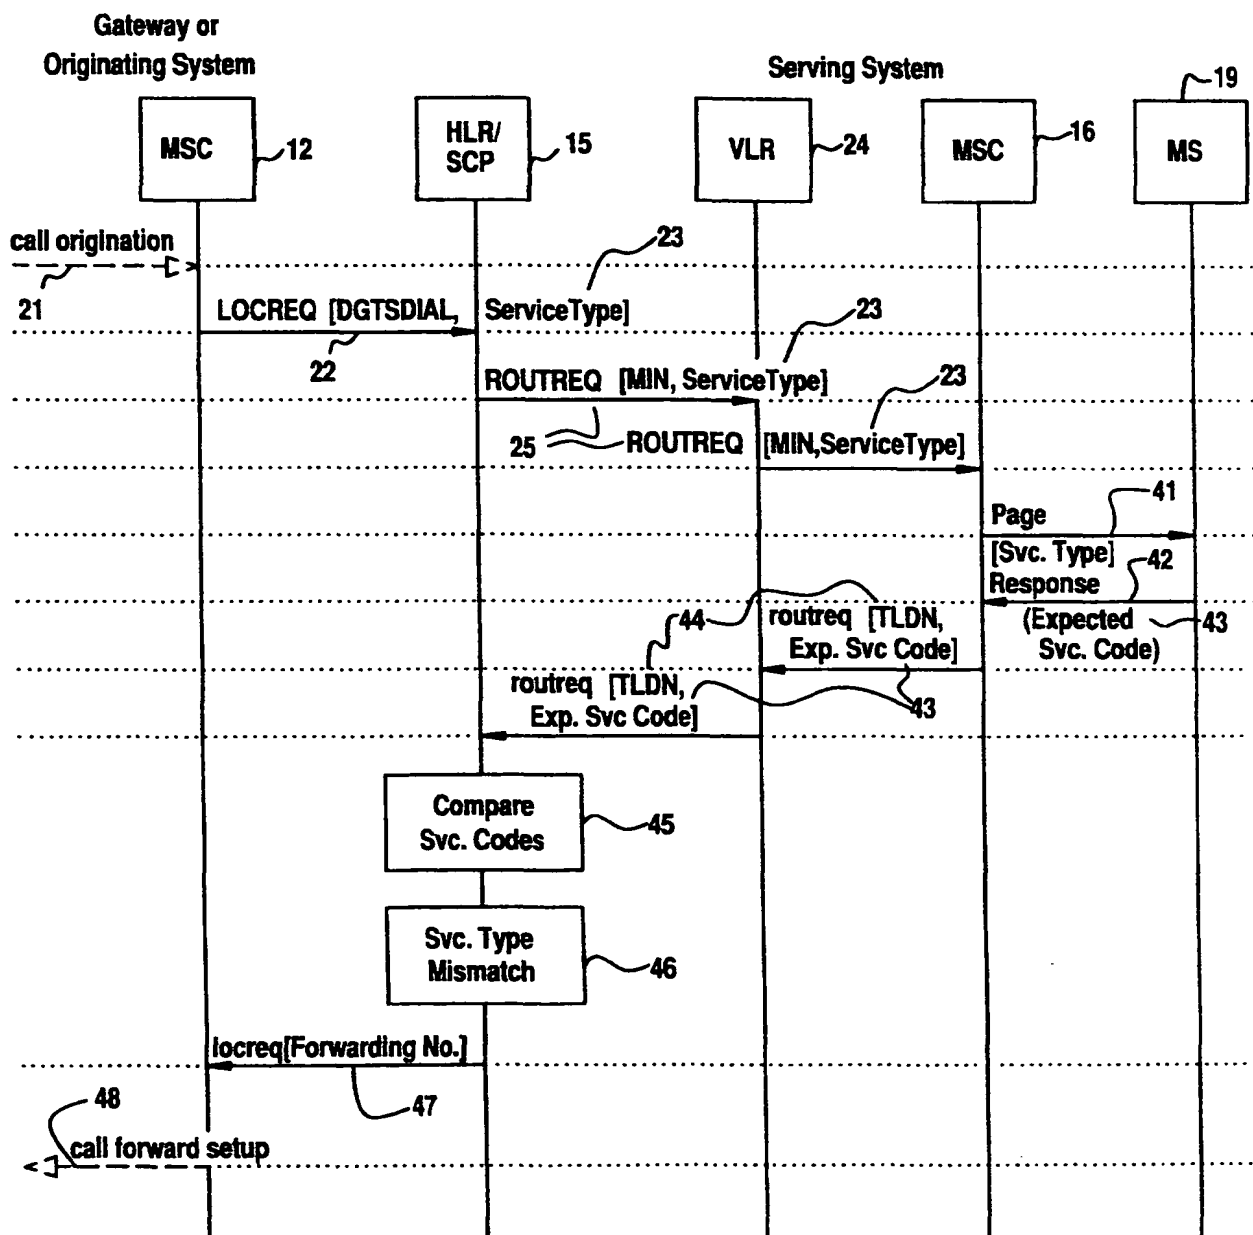 Gateway or
Originating System
Serving System
19
MSC
12
HLR/
SCP
15
VLR
24
MSC
16
MS
call origination
21
23
LOCREQ [DGTSDIAL, ServiceType]
22
23
ROUTREQ [MIN, ServiceType]
23
25
ROUTREQ [MIN,ServiceType]
41
Page
[Svc. Type]
42
Response
(Expected
Svc. Code)
43
44
routreq [TLDN,
Exp. Svc Code]
routreq [TLDN,
Exp. Svc Code]
43
Compare
Svc. Codes
45
Svc. Type
Mismatch
46
locreq[Forwarding No.]
47
48
call forward setup